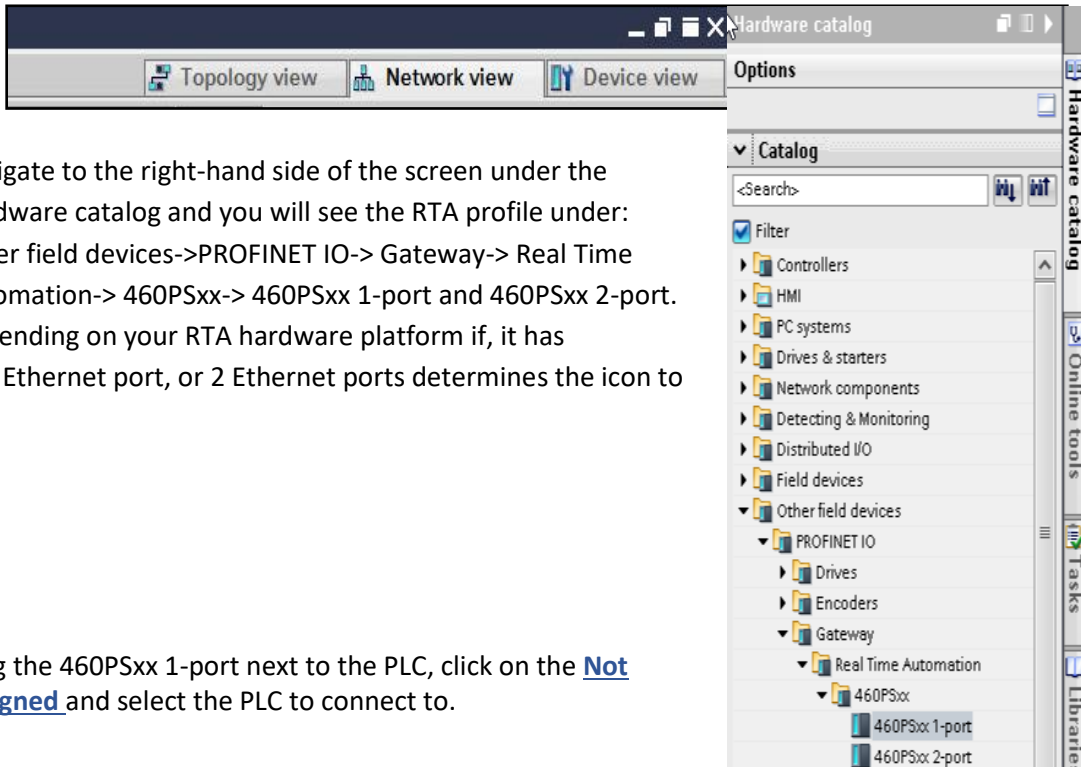 Topology view Network view Device view
igate to the right-hand side of the screen under the
dware catalog and you will see the RTA profile under:
er field devices->PROFINET IO-> Gateway-> Real Time
omation-> 460PSxx-> 460PSxx 1-port and 460PSxx 2-port.
ending on your RTA hardware platform if, it has
Ethernet port, or 2 Ethernet ports determines the icon to
g the 460PSxx 1-port next to the PLC, click on the Not
gned and select the PLC to connect to.
Hardware catalog
Options
Catalog
<Search>
Filter
Controllers
HMI
PC systems
Drives & starters
Network components
Detecting & Monitoring
Distributed I/O
Field devices
Other field devices
PROFINET IO
Drives
Encoders
Gateway
Real Time Automation
460PSxx
460PSxx 1-port
460PSxx 2-port
Hardware catalog
Online tools
Tasks
Librarie